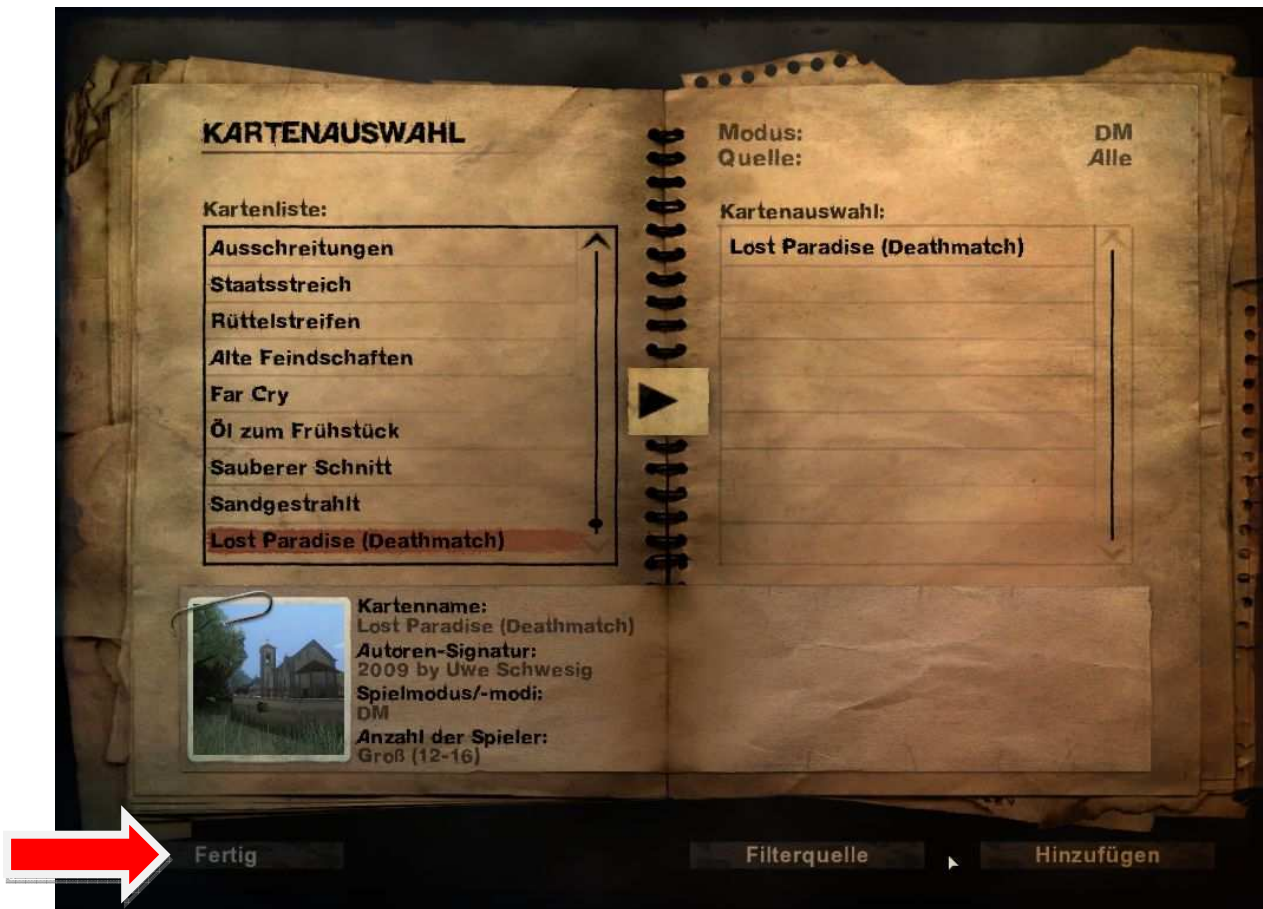 KARTENAUSWAHL
Kartenliste:
Ausschreitungen
Staatsstreich
Rüttelstreifen
Alte Feindschaften
Far Cry
Öl zum Frühstück
Sauberer Schnitt
Sandgestrahlt
Lost Paradise (Deathmatch)
Modus: DM
Quelle: Alle
Kartenauswahl:
Lost Paradise (Deathmatch)
Kartenname:
Lost Paradise (Deathmatch)
Autoren-Signatur:
2009 by Uwe Schwesig
Spielmodus/-modi:
DM
Anzahl der Spieler:
Groß (12-16)
Fertig Filterquelle Hinzufügen